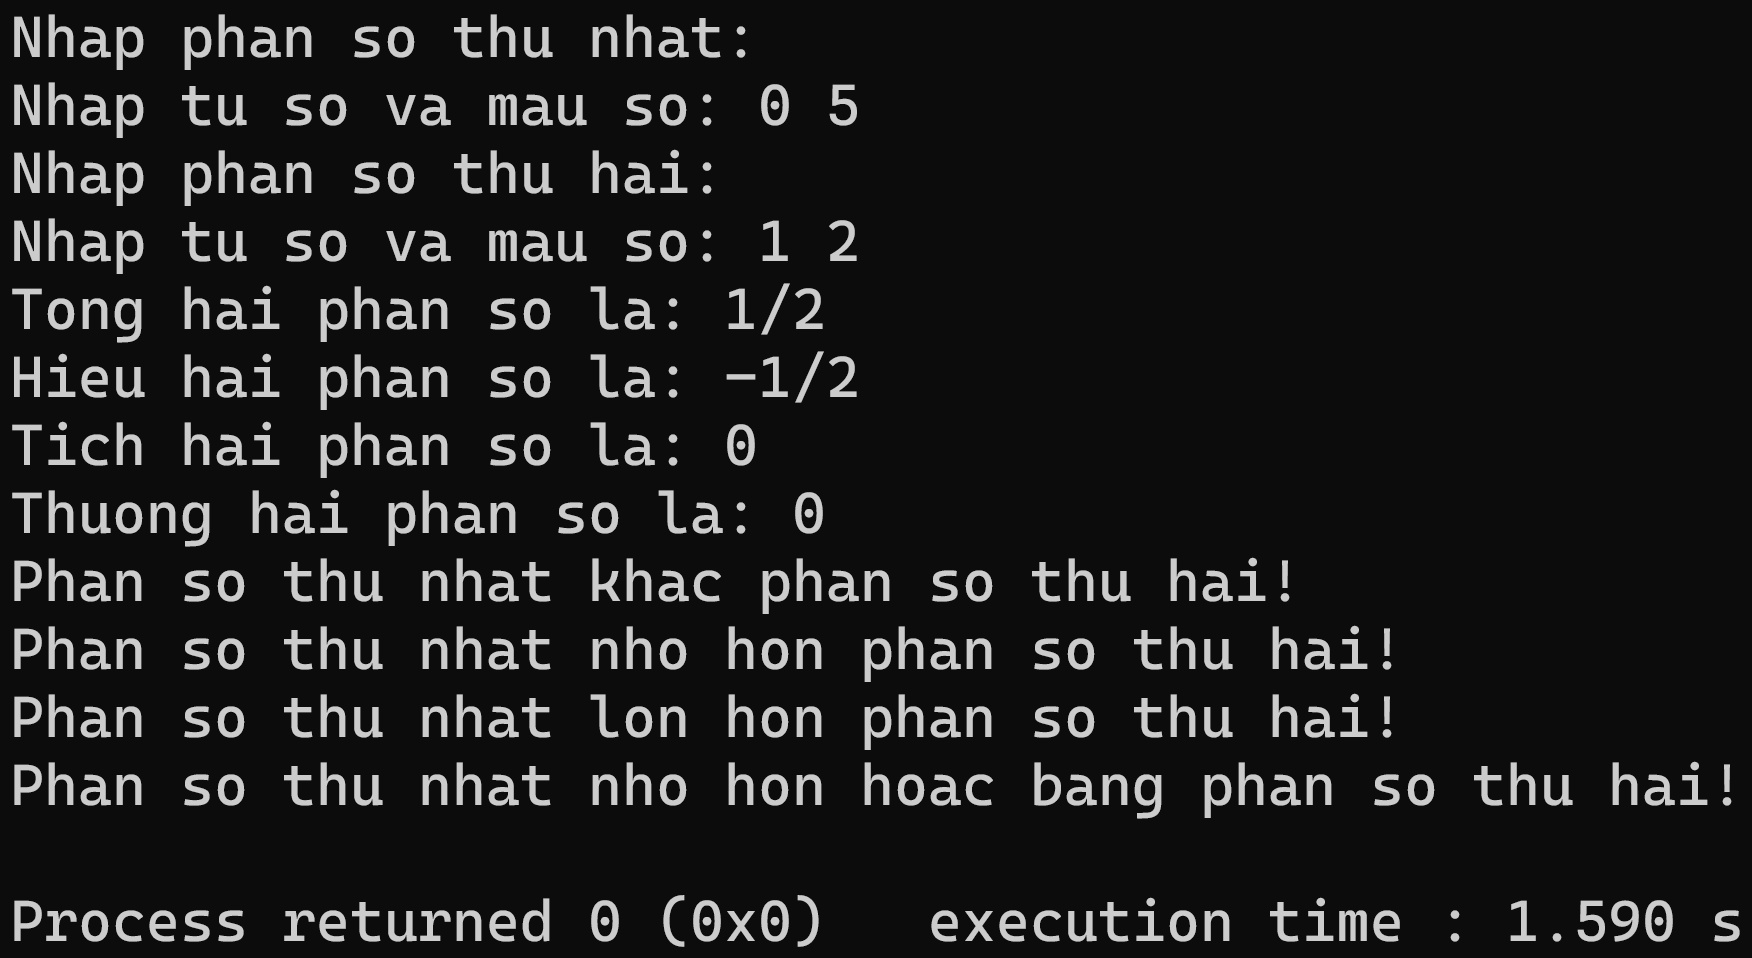 Nhap phan so thu nhat:
Nhap tu so va mau so: 0 5
Nhap phan so thu hai:
Nhap tu so va mau so: 1 2
Tong hai phan so la: 1/2
Hieu hai phan so la: -1/2
Tich hai phan so la: 0
Thuong hai phan so la: 0
Phan so thu nhat khac phan so thu hai!
Phan so thu nhat nho hon phan so thu hai!
Phan so thu nhat lon hon phan so thu hai!
Phan so thu nhat nho hon hoac bang phan so thu hai!
Process returned 0 (0x0)   execution time : 1.590 s